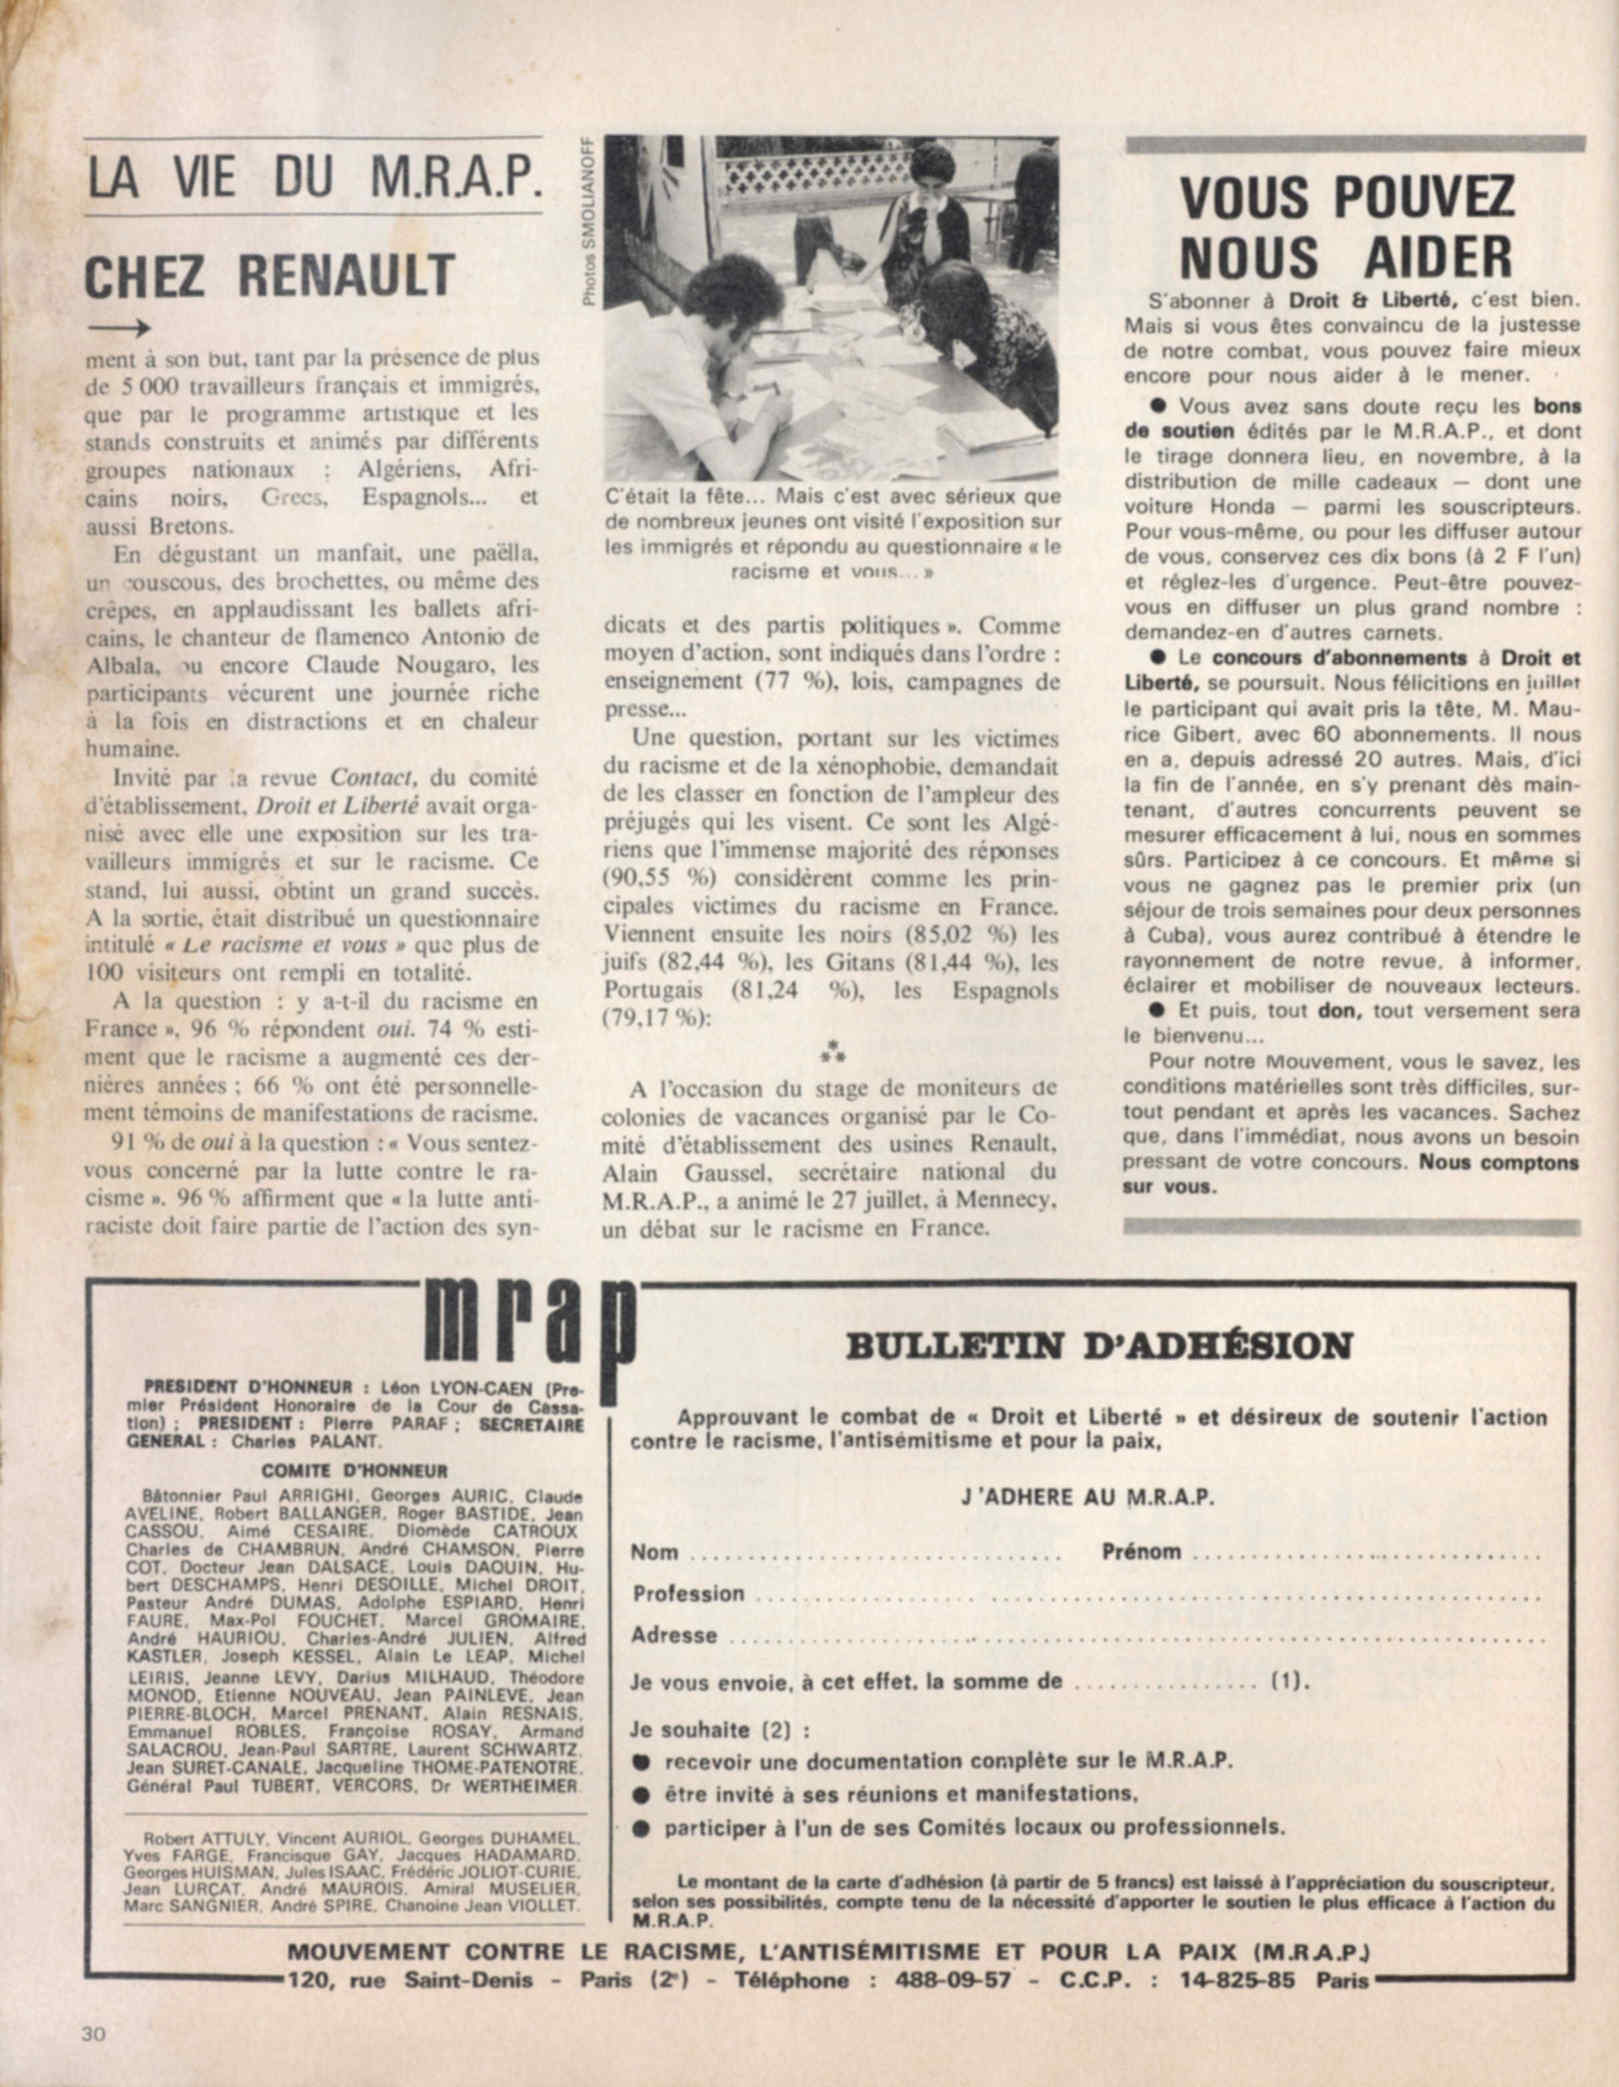 LA VIE DU M.R.A.P.
CHEZ RENAULT
→
ment à son but, tant par la présence de plus
de 5 000 travailleurs français et immigrés,
que par le programme artistique et les
stands construits et animés par différents
groupes nationaux : Algériens, Afri-
cains noirs, Grecs, Espagnols... et
aussi Bretons.
En dégustant un manfait, une paëlla,
un couscous, des brochettes, ou même des
crêpes, en applaudissant les ballets afri-
cains, le chanteur de flamenco Antonio de
Albala, ou encore Claude Nougaro, les
participants vécurent une journée riche
à la fois en distractions et en chaleur
humaine.
Invité par la revue Contact, du comité
d'établissement, Droit et Liberté avait orga-
nisé avec elle une exposition sur les tra-
vailleurs immigrés et sur le racisme. Ce
stand, lui aussi, obtint un grand succès.
A la sortie, était distribué un questionnaire
intitulé « Le racisme et vous » que plus de
100 visiteurs ont rempli en totalité.
A la question : y a-t-il du racisme en
France », 96 % répondent oui. 74 % esti-
ment que le racisme a augmenté ces der-
nières années ; 66 % ont été personnelle-
ment témoins de manifestations de racisme.
91 % de oui à la question : « Vous sentez-
vous concerné par la lutte contre le ra-
cisme ». 96 % affirment que « la lutte anti-
raciste doit faire partie de l'action des syn-
Photos SMOLIANOFF
C'était la fête... Mais c'est avec sérieux que
de nombreux jeunes ont visité l'exposition sur
les immigrés et répondu au questionnaire « le
racisme et vous... »
dicats et des partis politiques ». Comme
moyen d'action, sont indiqués dans l'ordre :
enseignement (77 %), lois, campagnes de
presse...
Une question, portant sur les victimes
du racisme et de la xénophobie, demandait
de les classer en fonction de l'ampleur des
préjugés qui les visent. Ce sont les Algé-
riens que l'immense majorité des réponses
(90,55 %) considèrent comme les prin-
cipales victimes du racisme en France.
Viennent ensuite les noirs (85,02 %) les
juifs (82,44 %), les Gitans (81,44 %), les
Portugais (81,24 %), les Espagnols
(79,17 %):
⁂
A l'occasion du stage de moniteurs de
colonies de vacances organisé par le Co-
mité d'établissement des usines Renault,
Alain Gaussel, secrétaire national du
M.R.A.P., a animé le 27 juillet, à Mennecy,
un débat sur le racisme en France.
VOUS POUVEZ
NOUS AIDER
S'abonner à Droit & Liberté, c'est bien.
Mais si vous êtes convaincu de la justesse
de notre combat, vous pouvez faire mieux
encore pour nous aider à le mener.
● Vous avez sans doute reçu les bons
de soutien édités par le M.R.A.P., et dont
le tirage donnera lieu, en novembre, à la
distribution de mille cadeaux — dont une
voiture Honda — parmi les souscripteurs.
Pour vous-même, ou pour les diffuser autour
de vous, conservez ces dix bons (à 2 F l'un)
et réglez-les d'urgence. Peut-être pouvez-
vous en diffuser un plus grand nombre :
demandez-en d'autres carnets.
● Le concours d'abonnements à Droit et
Liberté, se poursuit. Nous félicitions en juillet
le participant qui avait pris la tête, M. Mau-
rice Gibert, avec 60 abonnements. Il nous
en a, depuis adressé 20 autres. Mais, d'ici
la fin de l'année, en s'y prenant dès main-
tenant, d'autres concurrents peuvent se
mesurer efficacement à lui, nous en sommes
sûrs. Participez à ce concours. Et même si
vous ne gagnez pas le premier prix (un
séjour de trois semaines pour deux personnes
à Cuba), vous aurez contribué à étendre le
rayonnement de notre revue, à informer,
éclairer et mobiliser de nouveaux lecteurs.
● Et puis, tout don, tout versement sera
le bienvenu...
Pour notre Mouvement, vous le savez, les
conditions matérielles sont très difficiles, sur-
tout pendant et après les vacances. Sachez
que, dans l'immédiat, nous avons un besoin
pressant de votre concours. Nous comptons
sur vous.
mrap
PRESIDENT D'HONNEUR : Léon LYON-CAEN (Pre-
mier Président Honoraire de la Cour de Cassa-
tion) ; PRESIDENT : Pierre PARAF ; SECRETAIRE
GENERAL : Charles PALANT.
COMITE D'HONNEUR
Bâtonnier Paul ARRIGHI, Georges AURIC, Claude
AVELINE, Robert BALLANGER, Roger BASTIDE, Jean
CASSOU, Aimé CESAIRE, Diomède CATROUX
Charles de CHAMBRUN, André CHAMSON, Pierre
COT, Docteur Jean DALSACE, Louis DAQUIN, Hu-
bert DESCHAMPS, Henri DESOILLE, Michel DROIT,
Pasteur André DUMAS, Adolphe ESPIARD, Henri
FAURE, Max-Pol FOUCHET, Marcel GROMAIRE,
André HAURIOU, Charles-André JULIEN, Alfred
KASTLER, Joseph KESSEL, Alain Le LEAP, Michel
LEIRIS, Jeanne LEVY, Darius MILHAUD, Théodore
MONOD, Etienne NOUVEAU, Jean PAINLEVE, Jean
PIERRE-BLOCH, Marcel PRENANT, Alain RESNAIS,
Emmanuel ROBLES, Françoise ROSAY, Armand
SALACROU, Jean-Paul SARTRE, Laurent SCHWARTZ,
Jean SURET-CANALE, Jacqueline THOME-PATENOTRE,
Général Paul TUBERT, VERCORS, Dr WERTHEIMER
Robert ATTULY, Vincent AURIOL, Georges DUHAMEL,
Yves FARGE, Francisque GAY, Jacques HADAMARD,
Georges HUISMAN, Jules ISAAC, Frédéric JOLIOT-CURIE,
Jean LURÇAT, André MAUROIS, Amiral MUSELIER,
Marc SANGNIER, André SPIRE, Chanoine Jean VIOLLET.
BULLETIN D'ADHÉSION
Approuvant le combat de « Droit et Liberté » et désireux de soutenir l'action
contre le racisme, l'antisémitisme et pour la paix,
J'ADHERE AU M.R.A.P.
Nom .............................. Prénom ..............................
Profession ..............................
Adresse ..............................
Je vous envoie, à cet effet, la somme de ................ (1).
Je souhaite (2) :
● recevoir une documentation complète sur le M.R.A.P.
● être invité à ses réunions et manifestations,
● participer à l'un de ses Comités locaux ou professionnels.
Le montant de la carte d'adhésion (à partir de 5 francs) est laissé à l'appréciation du souscripteur,
selon ses possibilités, compte tenu de la nécessité d'apporter le soutien le plus efficace à l'action du
M.R.A.P.
MOUVEMENT CONTRE LE RACISME, L'ANTISÉMITISME ET POUR LA PAIX (M.R.A.P.)
120, rue Saint-Denis - Paris (2e) - Téléphone : 488-09-57 - C.C.P. : 14-825-85 Paris
30